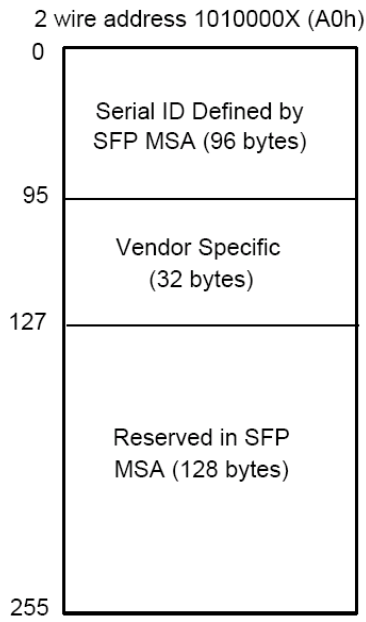 2 wire address 1010000X (A0h)
0
Serial ID Defined by
SFP MSA (96 bytes)
95
Vendor Specific
(32 bytes)
127
Reserved in SFP
MSA (128 bytes)
255